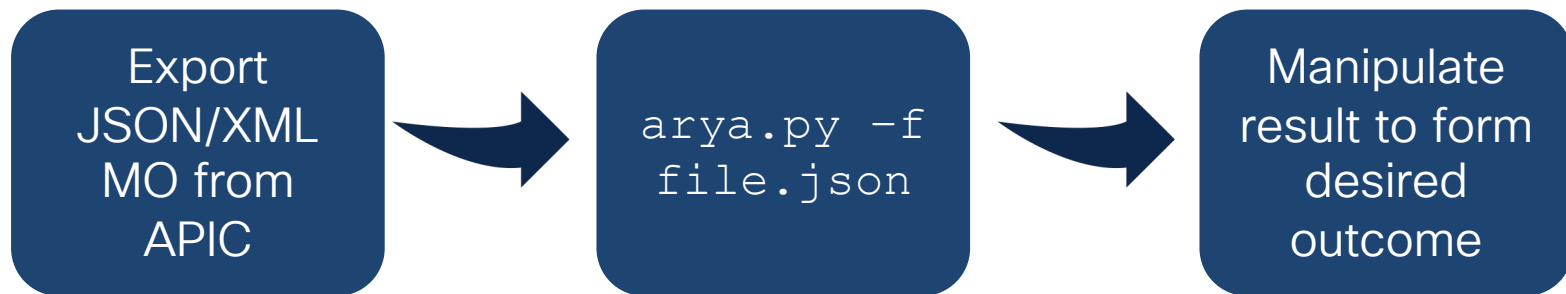 Export
JSON/XML
MO from
APIC
arya.py –f
file.json
Manipulate
result to form
desired
outcome